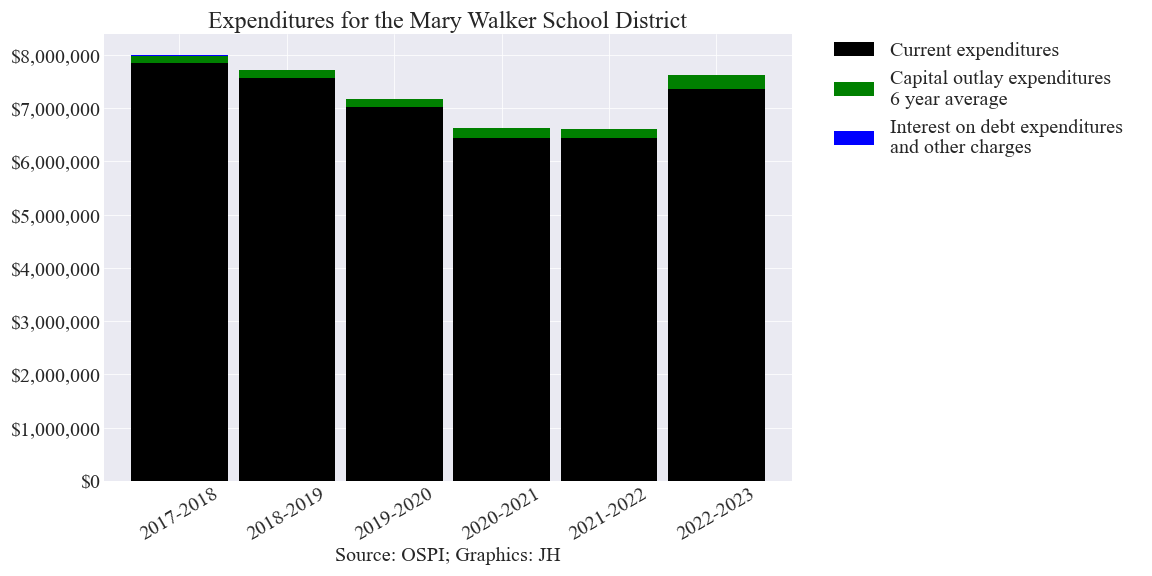 Expenditures for the Mary Walker School District
$8,000,000
$7,000,000
$6,000,000
$5,000,000
$4,000,000
$3,000,000
$2,000,000
$1,000,000
$0
2017-2018
2018-2019
2019-2020
2020-2021
2021-2022
2022-2023
Source: OSPI; Graphics: JH
Current expenditures
Capital outlay expenditures
6 year average
Interest on debt expenditures
and other charges